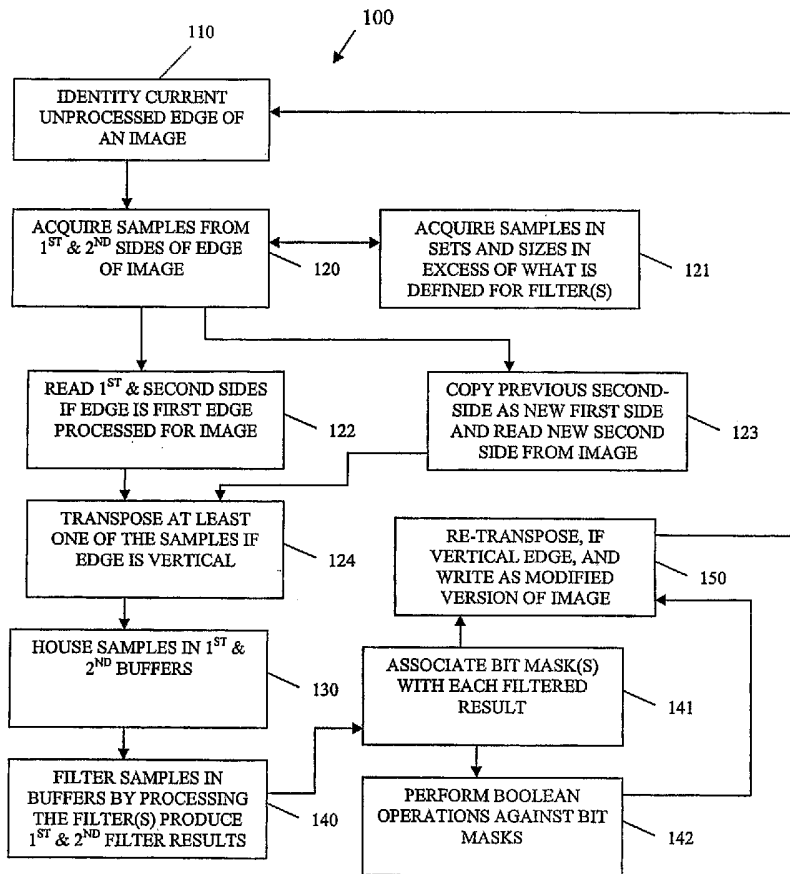 100
110
IDENTITY CURRENT
UNPROCESSED EDGE OF
AN IMAGE
ACQUIRE SAMPLES FROM
1ST & 2ND SIDES OF EDGE
OF IMAGE
120
ACQUIRE SAMPLES IN
SETS AND SIZES IN
EXCESS OF WHAT IS
DEFINED FOR FILTER(S)
121
READ 1ST & SECOND SIDES
IF EDGE IS FIRST EDGE
PROCESSED FOR IMAGE
122
COPY PREVIOUS SECOND-
SIDE AS NEW FIRST SIDE
AND READ NEW SECOND
SIDE FROM IMAGE
123
TRANSPOSE AT LEAST
ONE OF THE SAMPLES IF
EDGE IS VERTICAL
124
RE-TRANSPOSE, IF
VERTICAL EDGE, AND
WRITE AS MODIFIED
VERSION OF IMAGE
150
HOUSE SAMPLES IN 1ST &
2ND BUFFERS
130
ASSOCIATE BIT MASK(S)
WITH EACH FILTERED
RESULT
141
FILTER SAMPLES IN
BUFFERS BY PROCESSING
THE FILTER(S) PRODUCE
1ST & 2ND FILTER RESULTS
140
PERFORM BOOLEAN
OPERATIONS AGAINST BIT
MASKS
142